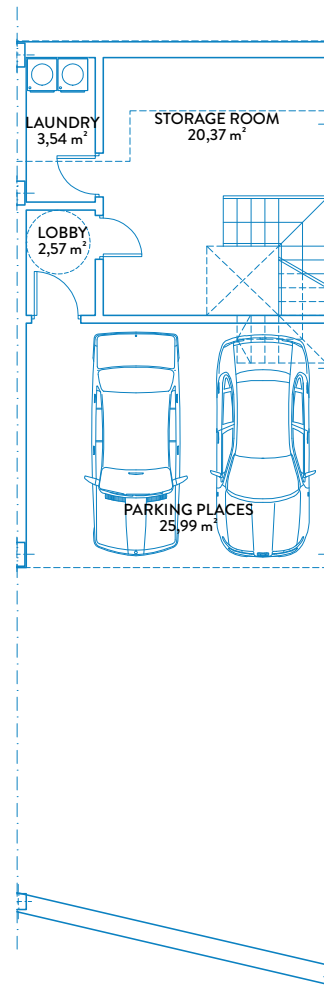 LAUNDRY
3,54 m²
STORAGE ROOM
20,37 m²
LOBBY
2,57 m²
PARKING PLACES
25,99 m²